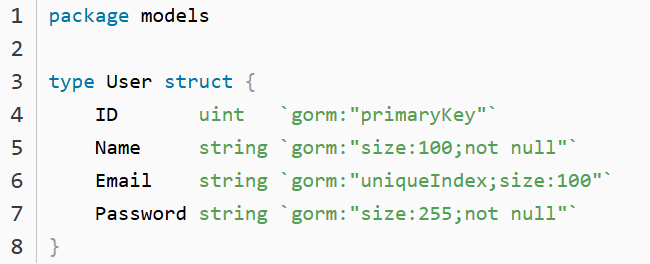 1 package models
2
3 type User struct {
4     ID       uint   `gorm:"primaryKey"`
5     Name     string `gorm:"size:100;not null"`
6     Email    string `gorm:"uniqueIndex;size:100"`
7     Password string `gorm:"size:255;not null"`
8 }